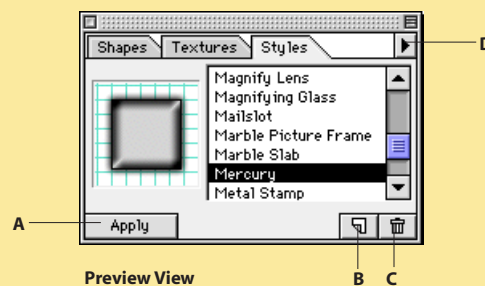 Shapes Textures Styles
D
Magnify Lens
Magnifying Glass
Mailslot
Marble Picture Frame
Marble Slab
Mercury
Metal Stamp
A
Apply
Preview View B C